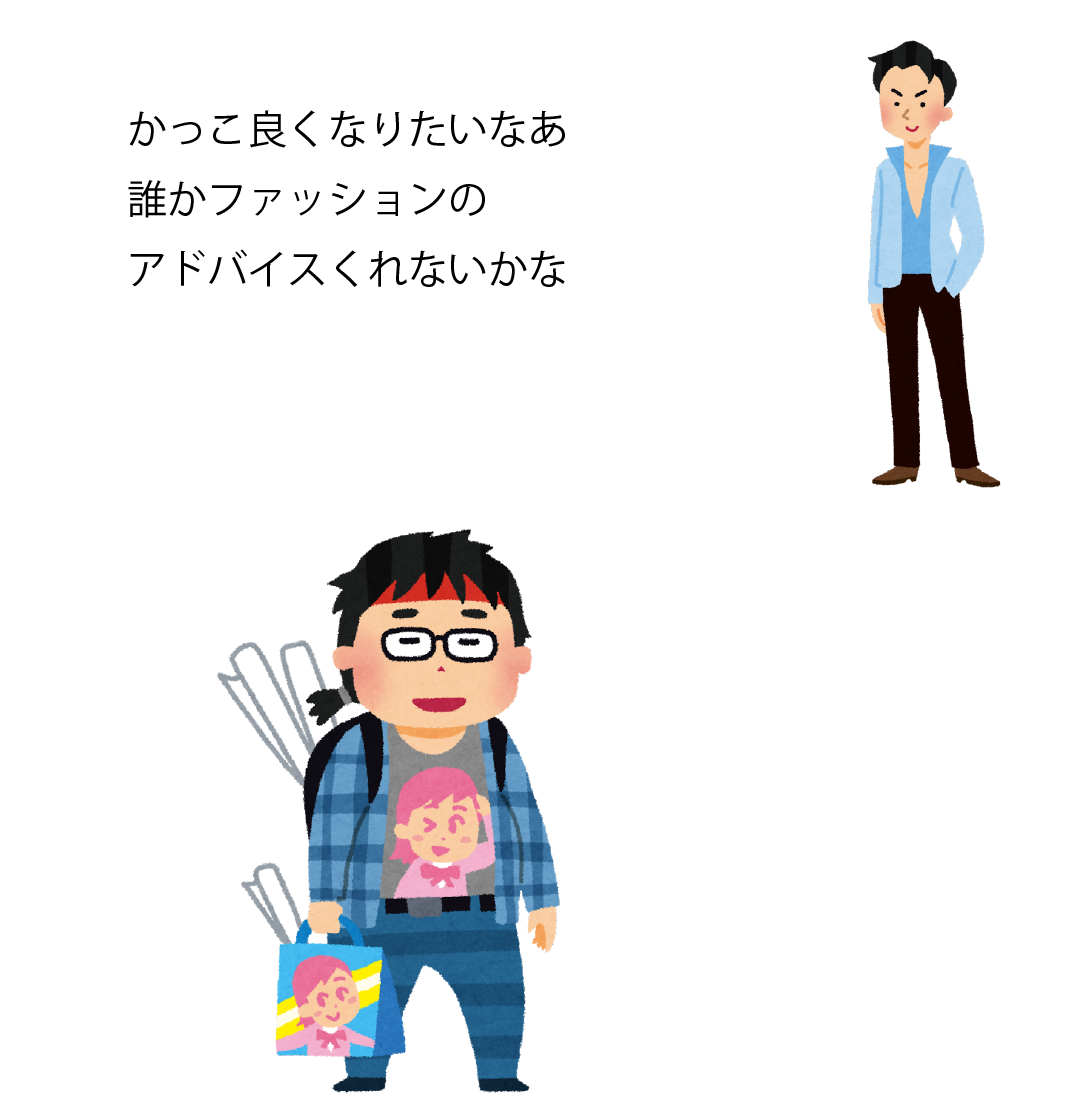 かっこ良くなりたいなあ
誰かファッションの
アドバイスくれないかな